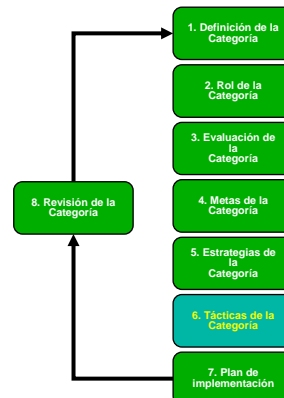 1. Definición de la
Categoría
2. Rol de la
Categoría
3. Evaluación de
la
Categoría
4. Metas de la
Categoría
8. Revisión de la
Categoría
5. Estrategias de
la
Categoría
6. Tácticas de la
Categoría
7. Plan de
implementación